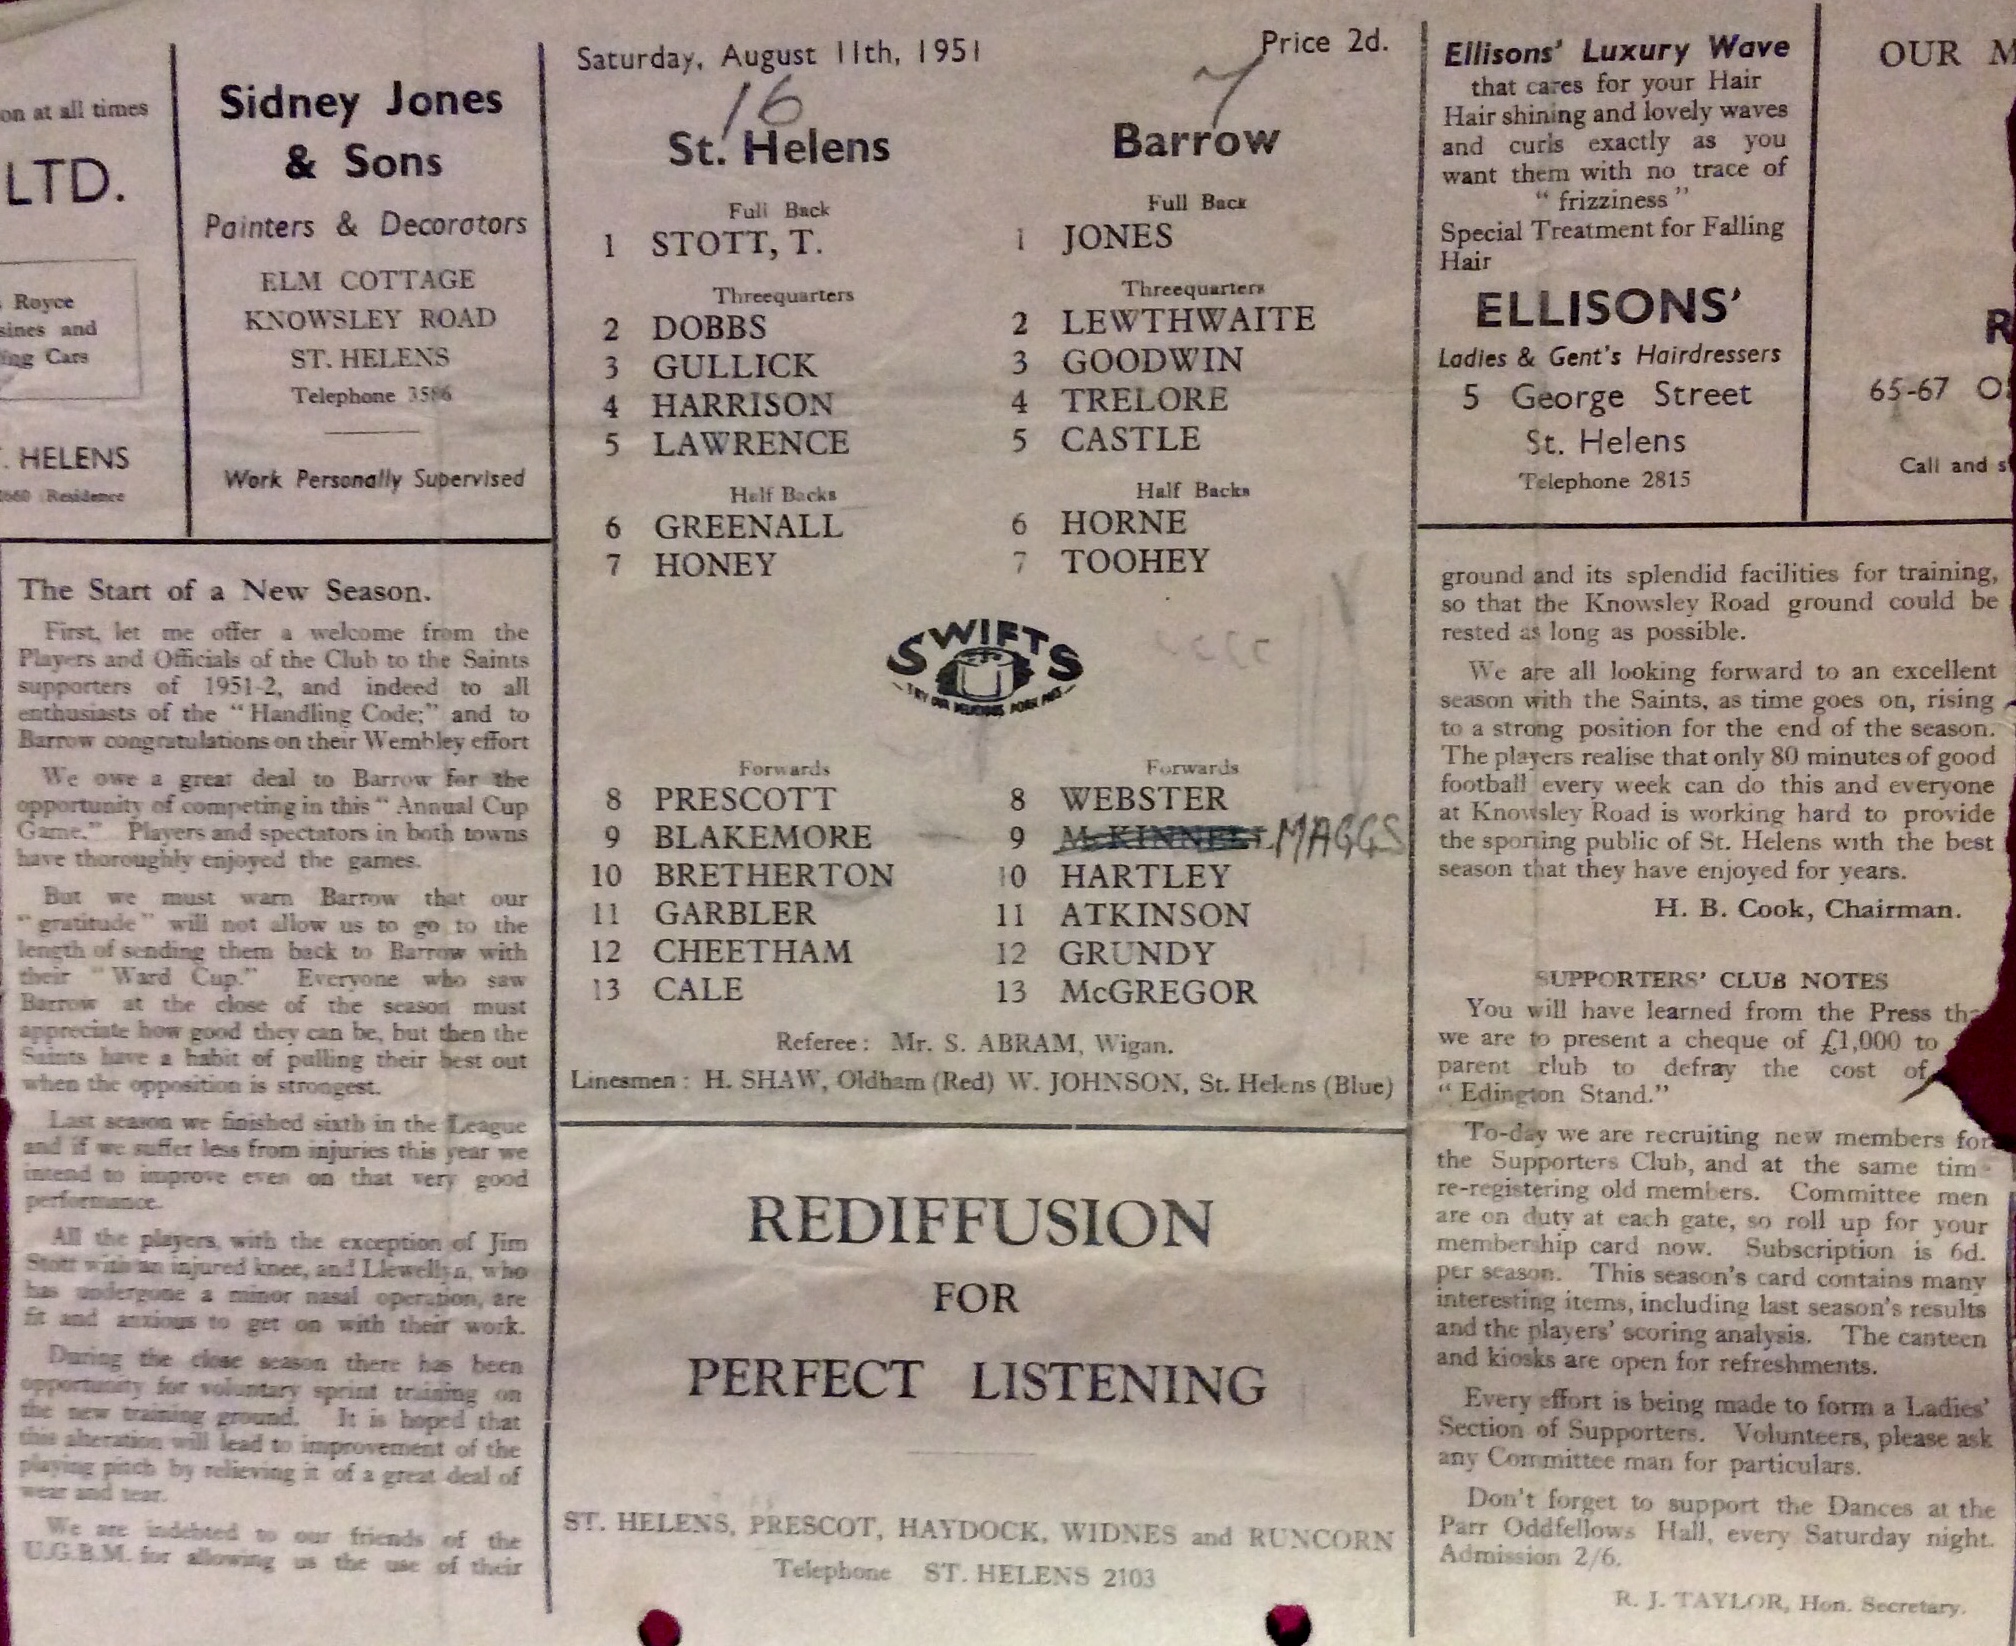 on at all times
LTD.
Royce
sines and
ing Cars
. HELENS
Residence
Sidney Jones
& Sons
Painters & Decorators
ELM COTTAGE
KNOWSLEY ROAD
ST. HELENS
Telephone 3586
Work Personally Supervised
The Start of a New Season.
First, let me offer a welcome from the
Players and Officials of the Club to the Saints
supporters of 1951-2, and indeed to all
enthusiasts of the "Handling Code;" and to
Barrow congratulations on their Wembley effort
We owe a great deal to Barrow for the
opportunity of competing in this "Annual Cup
Game." Players and spectators in both towns
have thoroughly enjoyed the games.
But we must warn Barrow that our
"gratitude" will not allow us to go to the
length of sending them back to Barrow with
their "Ward Cup." Everyone who saw
Barrow at the close of the season must
appreciate how good they can be, but then the
Saints have a habit of pulling their best out
when the opposition is strongest.
Last season we finished sixth in the League
and if we suffer less from injuries this year we
intend to improve even on that very good
performance.
All the players, with the exception of Jim
Stott with an injured knee, and Llewellyn, who
has undergone a minor nasal operation, are
fit and anxious to get on with their work.
During the close season there has been
opportunity for voluntary sprint training on
the new training ground. It is hoped that
this alteration will lead to improvement of the
playing pitch by relieving it of a great deal of
wear and tear.
We are indebted to our friends of the
U.G.B.M. for allowing us the use of their
Saturday, August 11th, 1951 Price 2d.
16 7
St. Helens Barrow
Full Back Full Back
1 STOTT, T. 1 JONES
Threequarters Threequarters
2 DOBBS 2 LEWTHWAITE
3 GULLICK 3 GOODWIN
4 HARRISON 4 TRELORE
5 LAWRENCE 5 CASTLE
Half Backs Half Backs
6 GREENALL 6 HORNE
7 HONEY 7 TOOHEY
SWIFTS
TRY OUR DELICIOUS PORK PIES
Forwards Forwards
8 PRESCOTT 8 WEBSTER
9 BLAKEMORE 9 McKINNELL MAGGS
10 BRETHERTON 10 HARTLEY
11 GARBLER 11 ATKINSON
12 CHEETHAM 12 GRUNDY
13 CALE 13 McGREGOR
Referee: Mr. S. ABRAM, Wigan.
Linesmen: H. SHAW, Oldham (Red) W. JOHNSON, St. Helens (Blue)
REDIFFUSION
FOR
PERFECT LISTENING
ST. HELENS, PRESCOT, HAYDOCK, WIDNES and RUNCORN
Telephone ST. HELENS 2103
Ellisons' Luxury Wave
that cares for your Hair
Hair shining and lovely waves
and curls exactly as you
want them with no trace of
"frizziness"
Special Treatment for Falling
Hair
ELLISONS'
Ladies & Gent's Hairdressers
5 George Street
St. Helens
Telephone 2815
OUR M
R
65-67 O
Call and s
ground and its splendid facilities for training,
so that the Knowsley Road ground could be
rested as long as possible.
We are all looking forward to an excellent
season with the Saints, as time goes on, rising
to a strong position for the end of the season.
The players realise that only 80 minutes of good
football every week can do this and everyone
at Knowsley Road is working hard to provide
the sporting public of St. Helens with the best
season that they have enjoyed for years.
H. B. Cook, Chairman.
SUPPORTERS' CLUB NOTES
You will have learned from the Press tha
we are to present a cheque of £1,000 to
parent club to defray the cost of
"Edington Stand."
To-day we are recruiting new members for
the Supporters Club, and at the same tim
re-registering old members. Committee men
are on duty at each gate, so roll up for your
membership card now. Subscription is 6d.
per season. This season's card contains many
interesting items, including last season's results
and the players' scoring analysis. The canteen
and kiosks are open for refreshments.
Every effort is being made to form a Ladies'
Section of Supporters. Volunteers, please ask
any Committee man for particulars.
Don't forget to support the Dances at the
Parr Oddfellows Hall, every Saturday night.
Admission 2/6.
R. J. TAYLOR, Hon. Secretary.